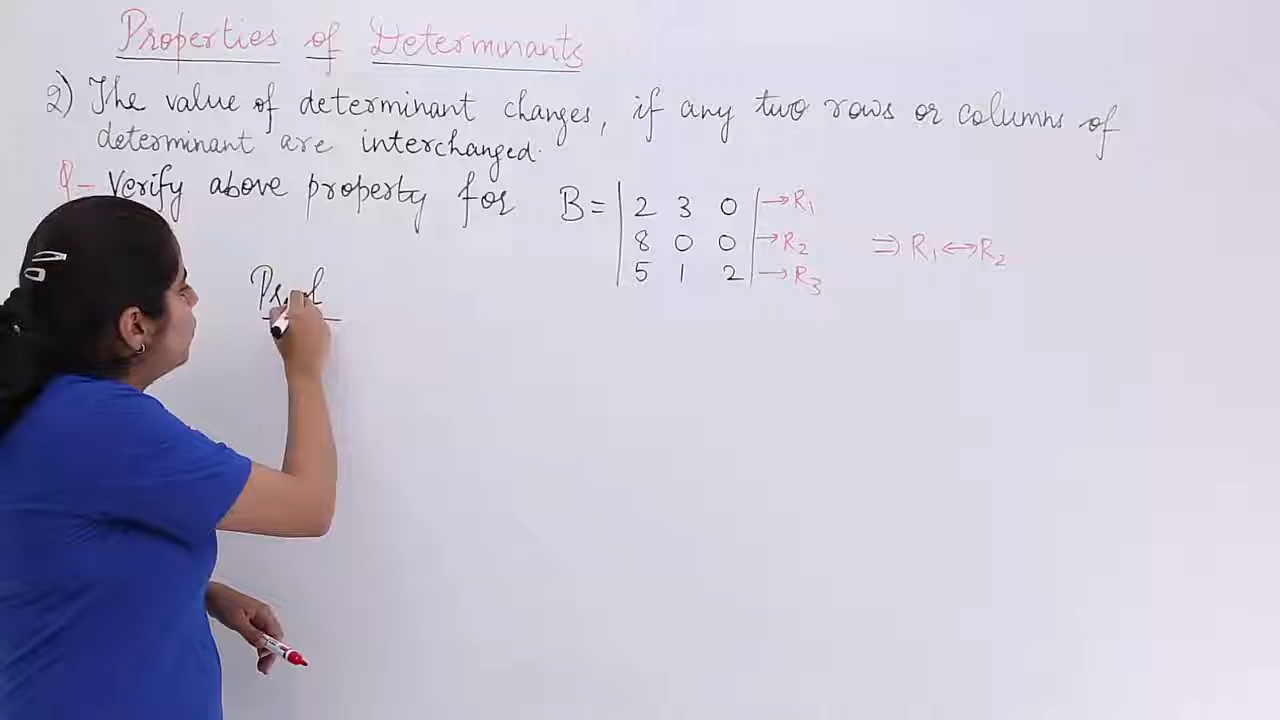 Properties of Determinants
2) The value of determinant changes, if any two rows or columns of
determinant are interchanged.
Q- Verify above property for B = | 2 3 0 | → R₁
| 8 0 0 | → R₂ ⇒ R₁ ↔ R₂
| 5 1 2 | → R₃